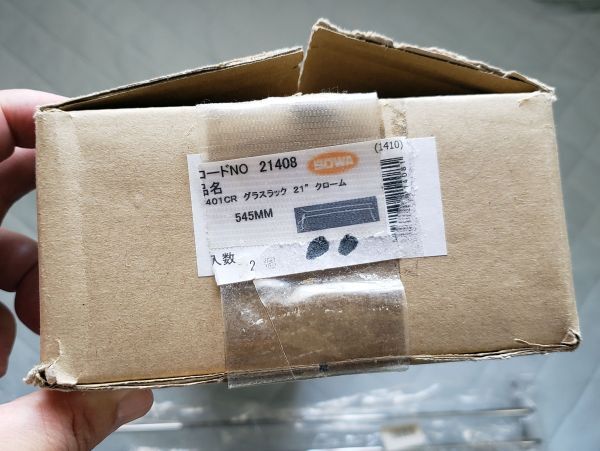 コードNO 21408 SOWA (1410)
品名
401CR グラスラック 21" クローム
545MM
入数 2 個